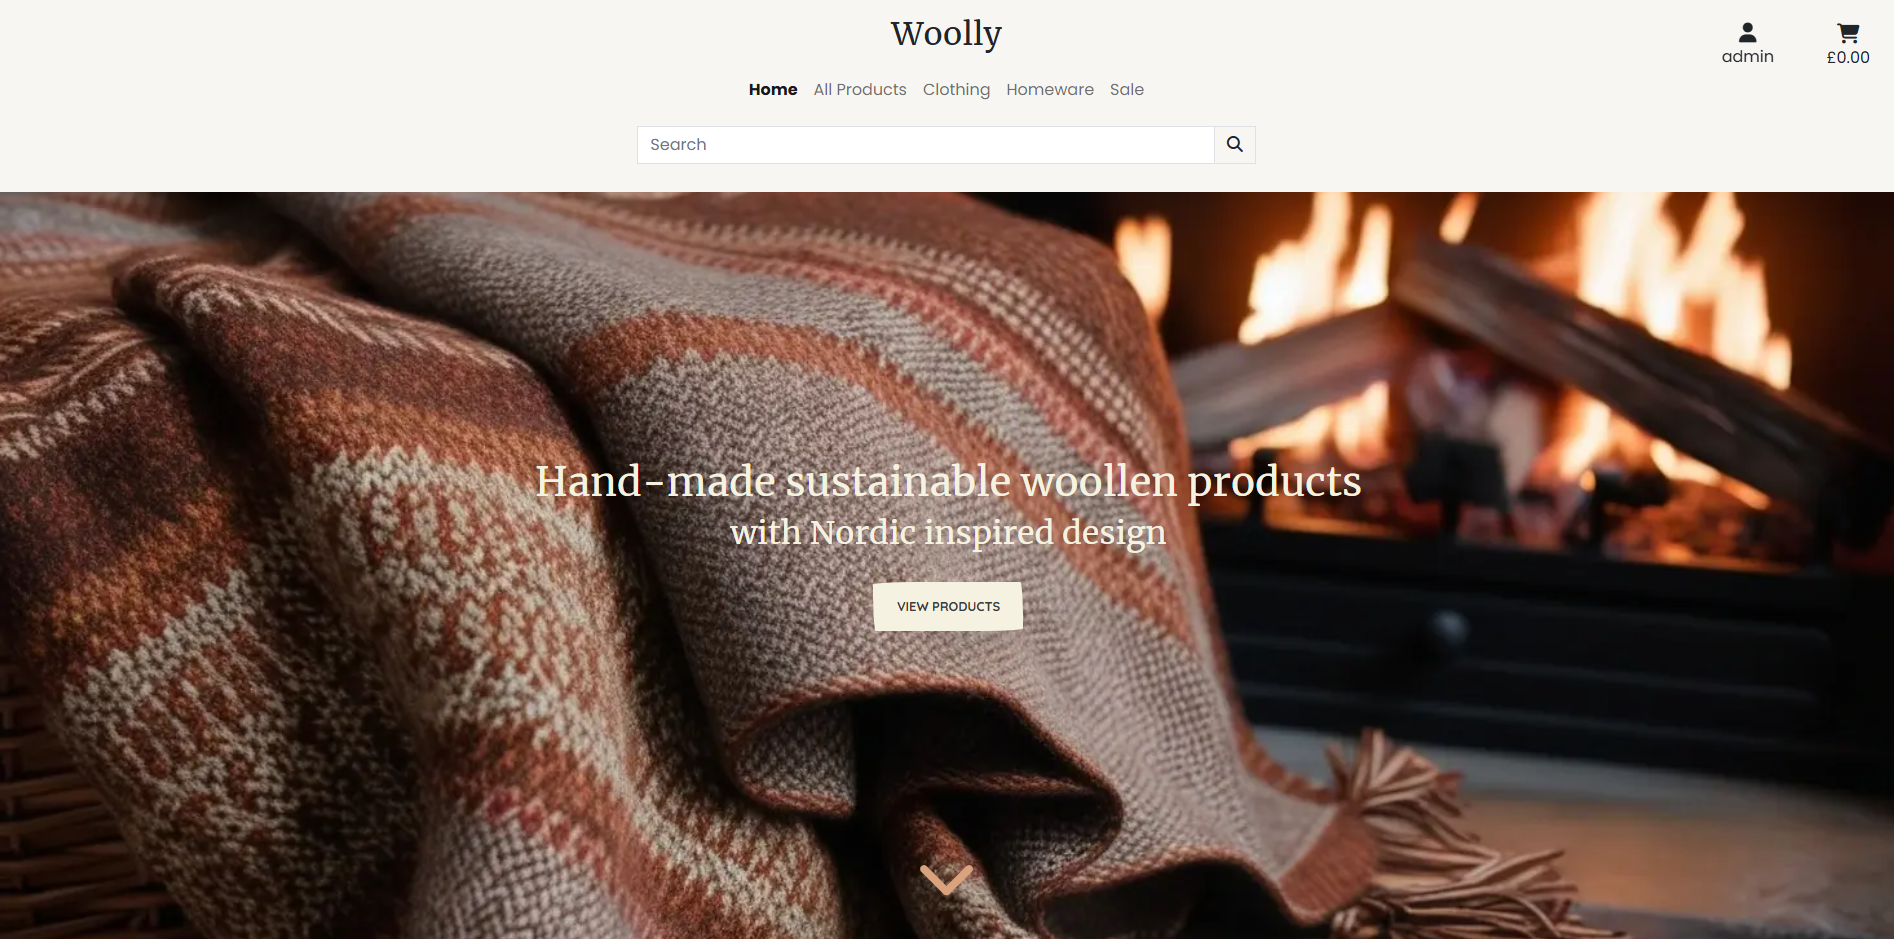 Woolly
admin
£0.00
Home All Products Clothing Homeware Sale
Search
Hand-made sustainable woollen products
with Nordic inspired design
VIEW PRODUCTS